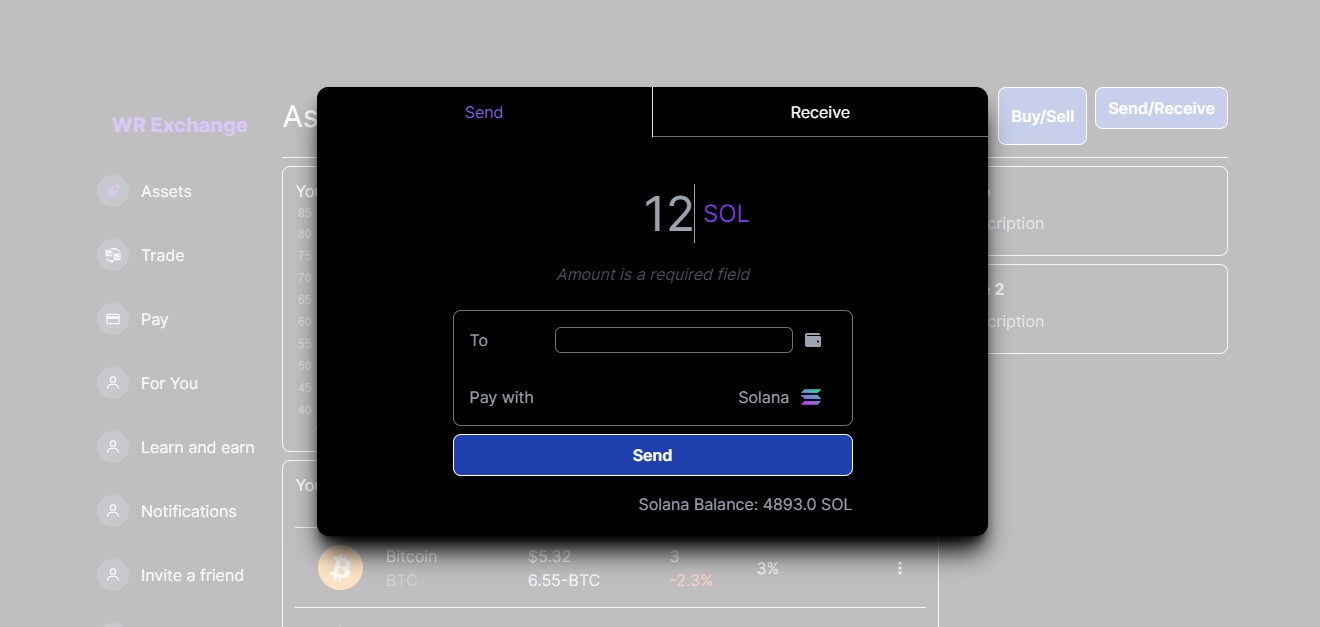 WR Exchange
Assets
Trade
Pay
For You
Learn and earn
Notifications
Invite a friend
As
Buy/Sell
Send/Receive
You
85
80
75
70
65
60
55
50
45
40
cription
2
cription
Send
Receive
12 SOL
Amount is a required field
To
Pay with Solana
Send
Solana Balance: 4893.0 SOL
You
Bitcoin $5.32 3
3%
BTC 6.55-BTC -2.3%